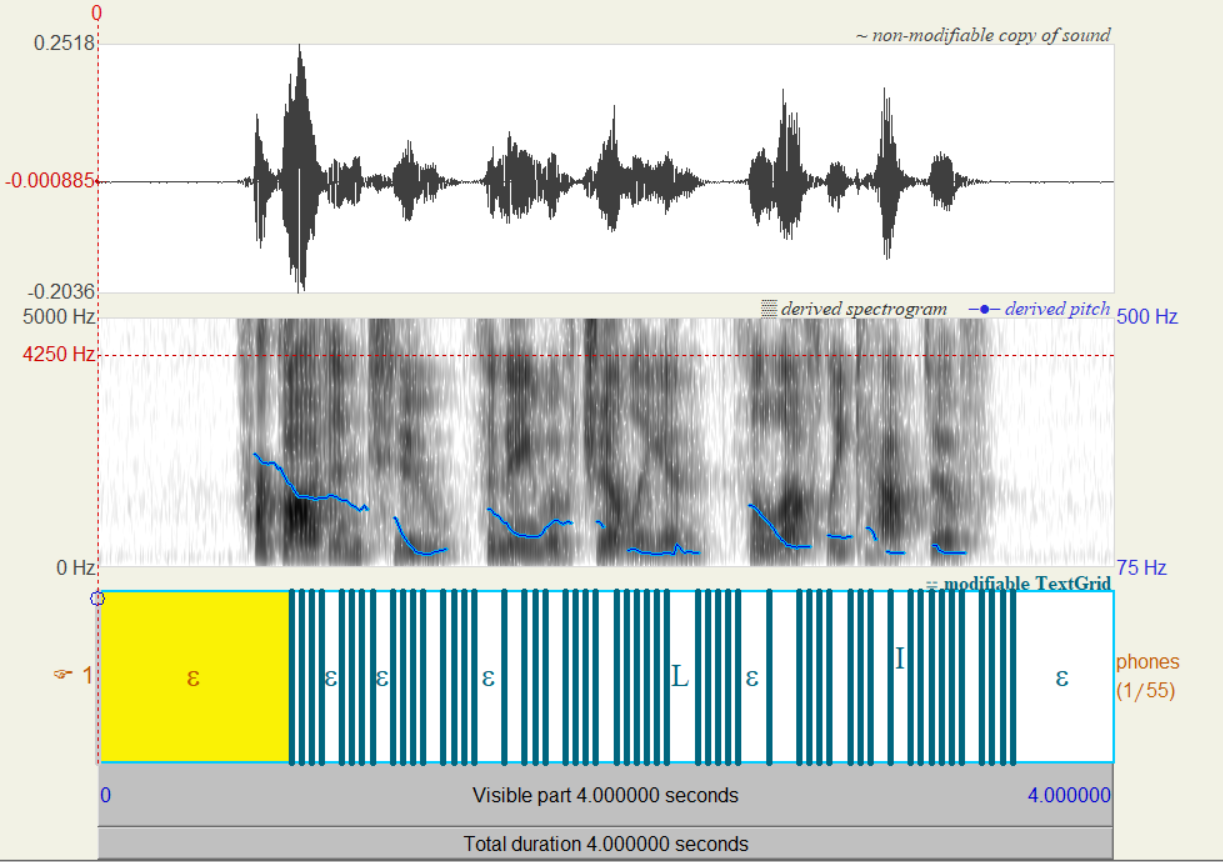 0
0.2518
~ non-modifiable copy of sound
-0.000885
-0.2036
derived spectrogram derived pitch
5000 Hz 500 Hz
4250 Hz
0 Hz 75 Hz
modifiable TextGrid
1 ε ε ε ε L ε I ε phones
(1/55)
0 Visible part 4.000000 seconds 4.000000
Total duration 4.000000 seconds